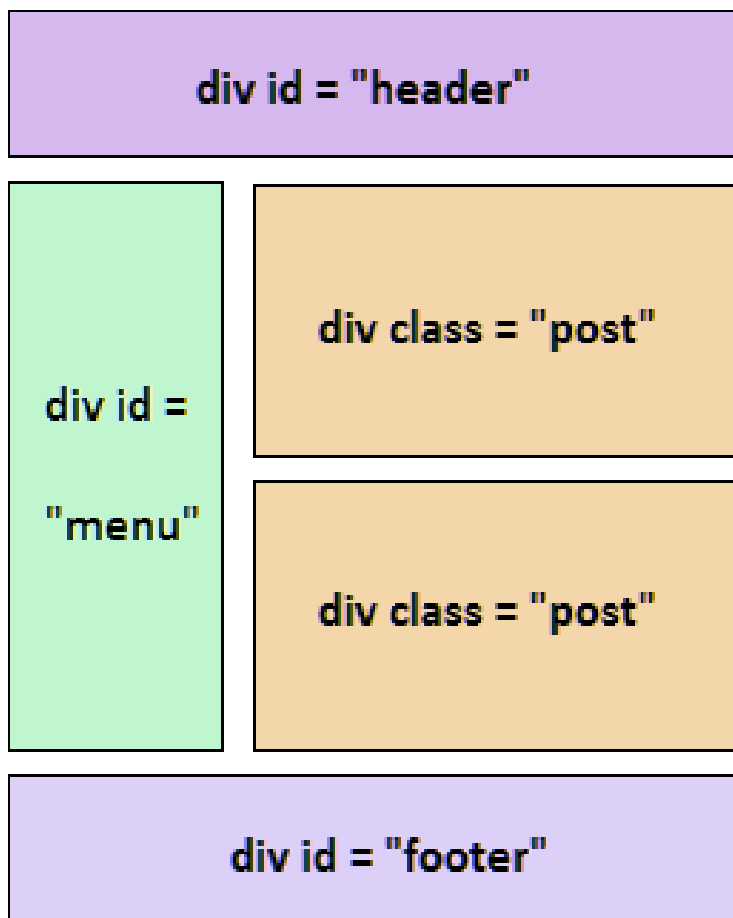 div id = "header"
div id =
"menu"
div class = "post"
div class = "post"
div id = "footer"